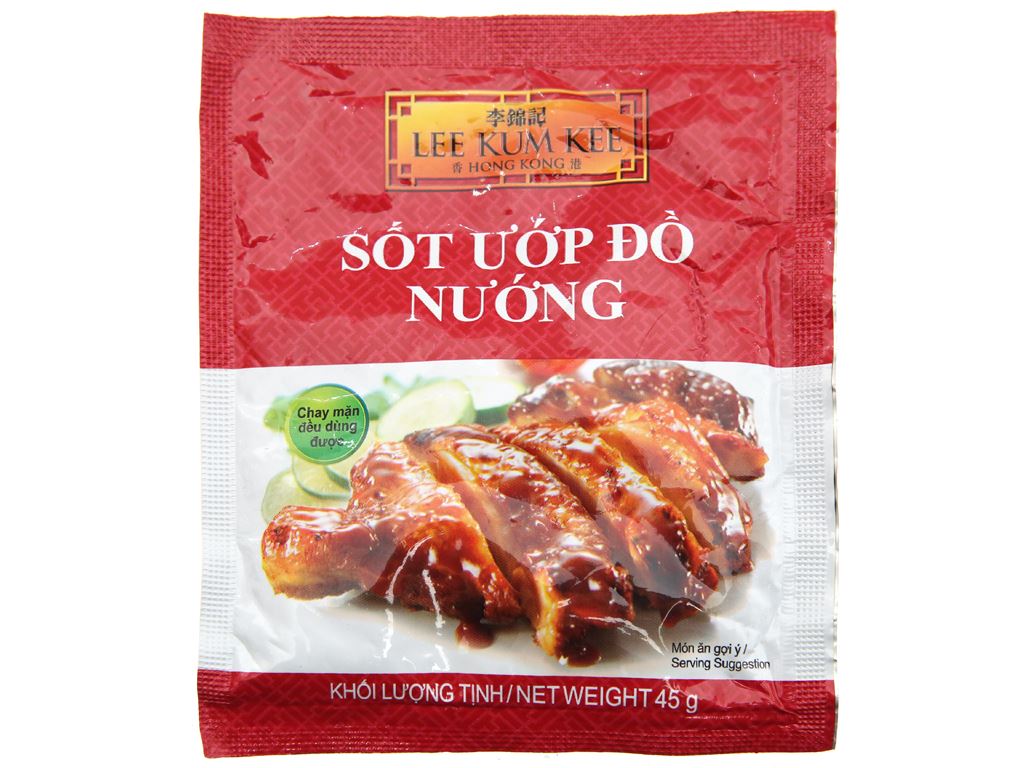 李錦記
LEE KUM KEE
香 HONG KONG 港
SỐT ƯỚP ĐỒ
NƯỚNG
Chay mặn
đều dùng
được
Món ăn gợi ý /
Serving Suggestion
KHỐI LƯỢNG TỊNH/NET WEIGHT 45 g